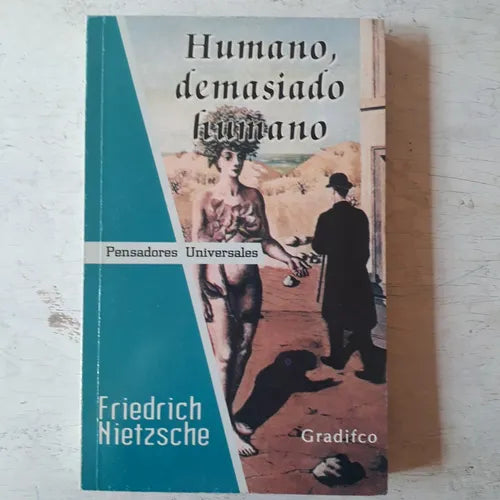 Humano,
demasiado
humano
Pensadores Universales
Friedrich
Nietzsche
Gradifco